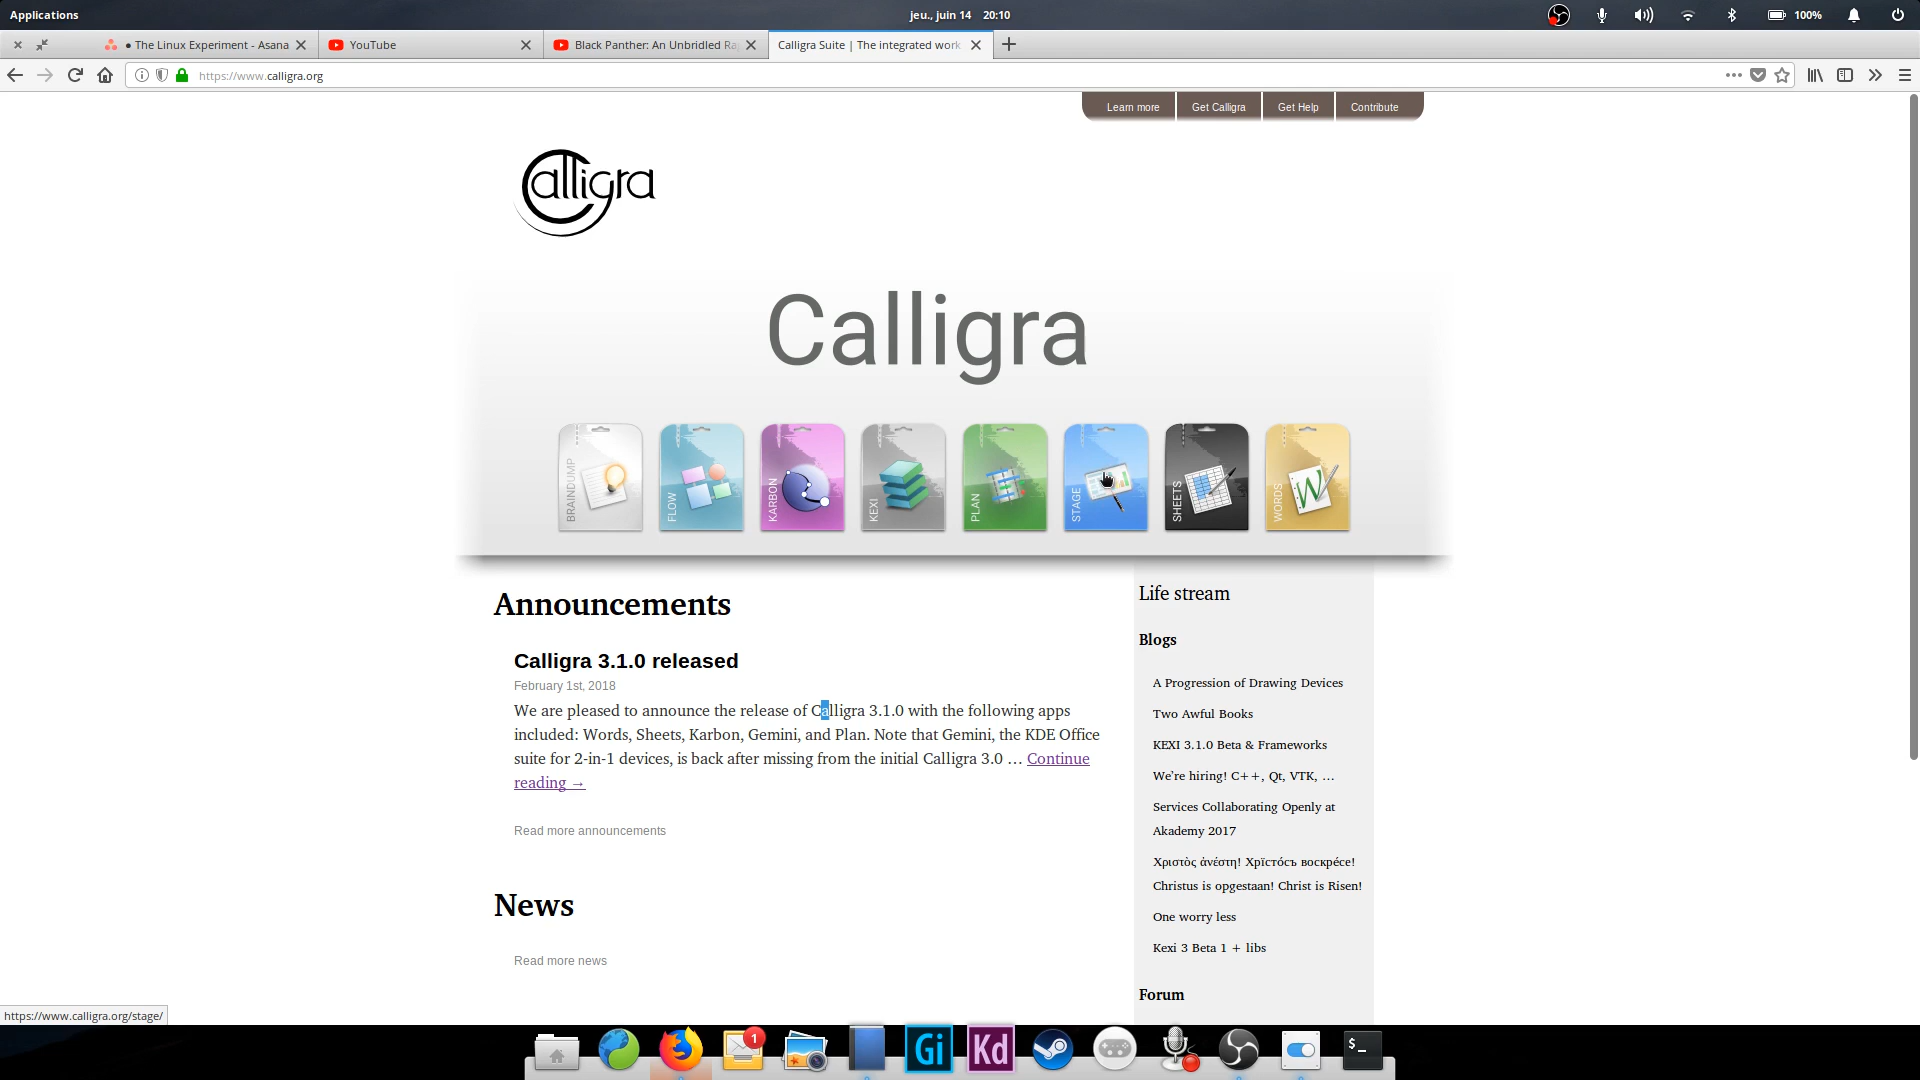 Applications
jeu., juin 14 20:10
100%
● The Linux Experiment - Asana
YouTube
Black Panther: An Unbridled Ra
Calligra Suite | The integrated work
https://www.calligra.org
Learn more
Get Calligra
Get Help
Contribute
Calligra
Calligra
BRAINDUMP
FLOW
KARBON
KEXI
PLAN
STAGE
SHEETS
WORDS
Announcements
Calligra 3.1.0 released
February 1st, 2018
We are pleased to announce the release of Calligra 3.1.0 with the following apps
included: Words, Sheets, Karbon, Gemini, and Plan. Note that Gemini, the KDE Office
suite for 2-in-1 devices, is back after missing from the initial Calligra 3.0 … Continue
reading →
Read more announcements
News
Read more news
Life stream
Blogs
A Progression of Drawing Devices
Two Awful Books
KEXI 3.1.0 Beta & Frameworks
We're hiring! C++, Qt, VTK, …
Services Collaborating Openly at
Akademy 2017
Χριστὸς ἀνέστη! Хрїсто́съ воскре́се!
Christus is opgestaan! Christ is Risen!
One worry less
Kexi 3 Beta 1 + libs
Forum
https://www.calligra.org/stage/
1
Gi
Kd
$_